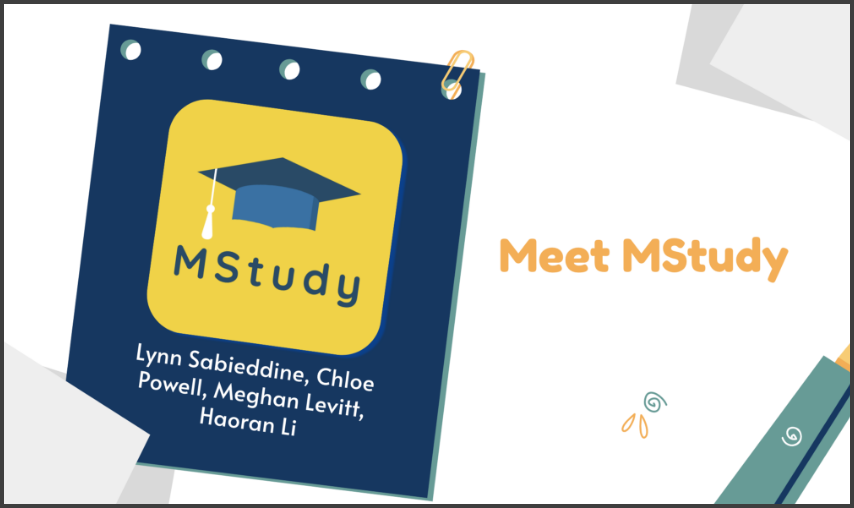 MStudy
Lynn Sabieddine, Chloe
Powell, Meghan Levitt,
Haoran Li
Meet MStudy